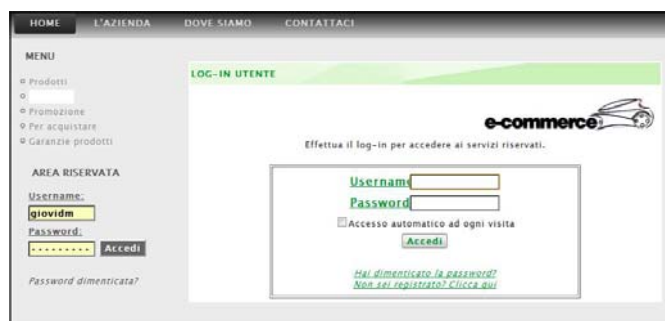 HOME L'AZIENDA DOVE SIAMO CONTATTACI
MENU
Prodotti
Promozione
Per acquistare
Garanzie prodotti
AREA RISERVATA
Username:
giovidm
Password:
Accedi
Password dimenticata?
LOG-IN UTENTE
e-commerce
Effettua il log-in per accedere ai servizi riservati.
Username
Password
Accesso automatico ad ogni visita
Accedi
Hai dimenticato la password?
Non sei registrato? Clicca qui